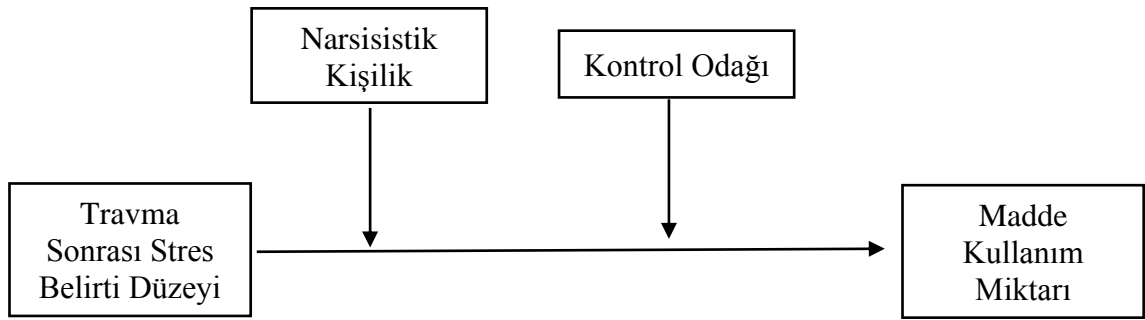 Narsisistik
Kişilik
Kontrol Odağı
Travma
Sonrası Stres
Belirti Düzeyi
Madde
Kullanım
Miktarı